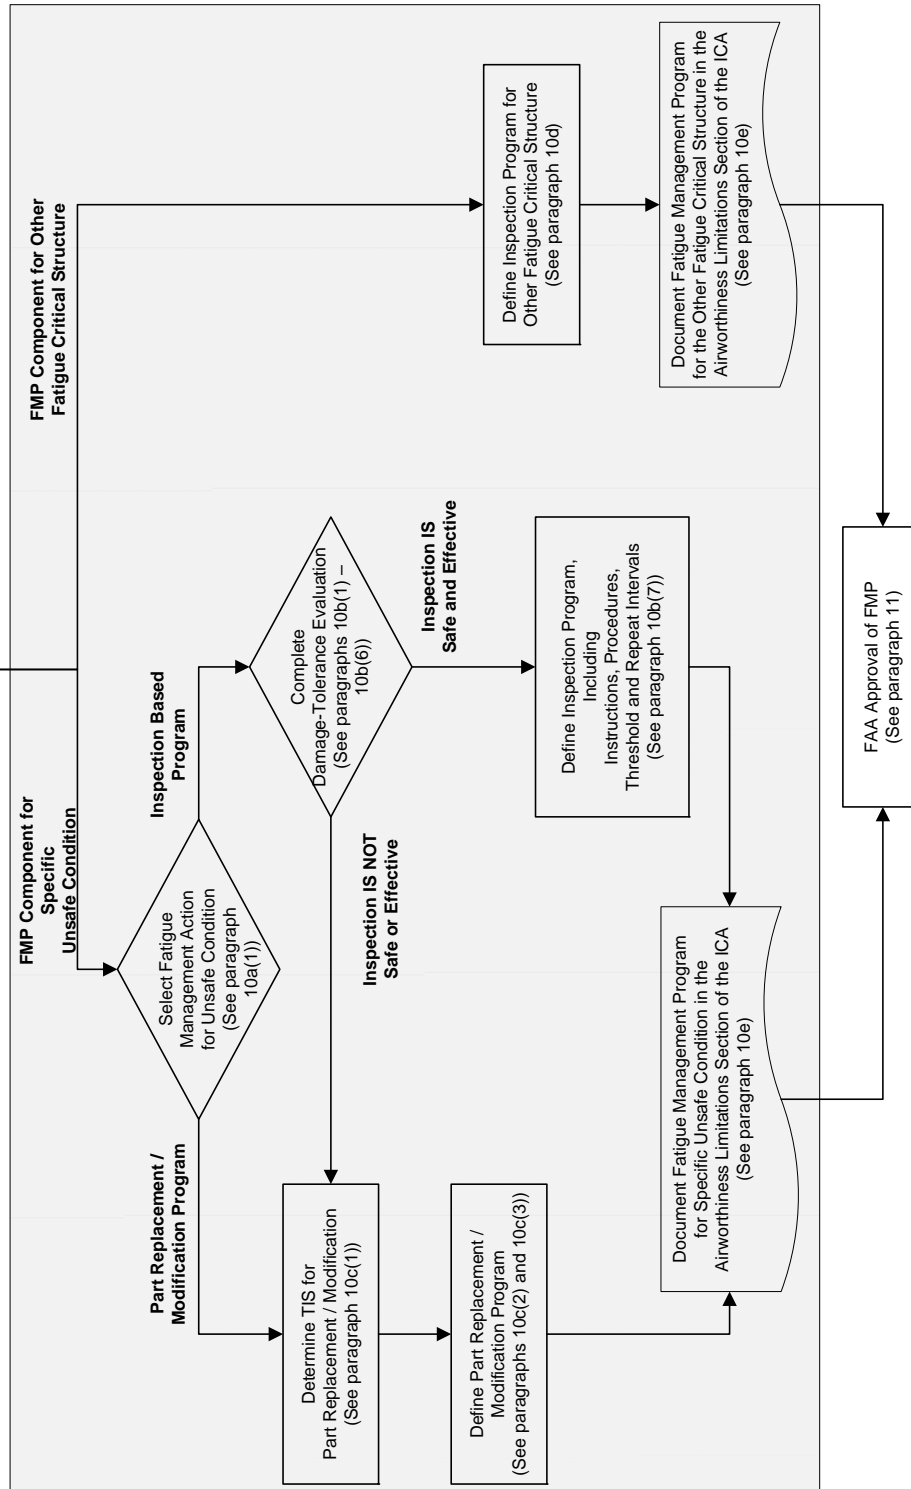 FMP Component for
Specific
Unsafe Condition
FMP Component for Other
Fatigue Critical Structure
Select Fatigue
Management Action
for Unsafe Condition
(See paragraph
10a(1))
Part Replacement /
Modification Program
Inspection Based
Program
Complete
Damage-Tolerance Evaluation
(See paragraphs 10b(1) –
10b(6))
Inspection IS NOT
Safe or Effective
Inspection IS
Safe and Effective
Determine TIS for
Part Replacement / Modification
(See paragraph 10c(1))
Define Part Replacement /
Modification Program
(See paragraphs 10c(2) and 10c(3))
Define Inspection Program,
Including
Instructions, Procedures,
Threshold and Repeat Intervals
(See paragraph 10b(7))
Define Inspection Program for
Other Fatigue Critical Structure
(See paragraph 10d)
Document Fatigue Management Program
for Specific Unsafe Condition in the
Airworthiness Limitations Section of the ICA
(See paragraph 10e)
Document Fatigue Management Program
for the Other Fatigue Critical Structure in the
Airworthiness Limitations Section of the ICA
(See paragraph 10e)
FAA Approval of FMP
(See paragraph 11)